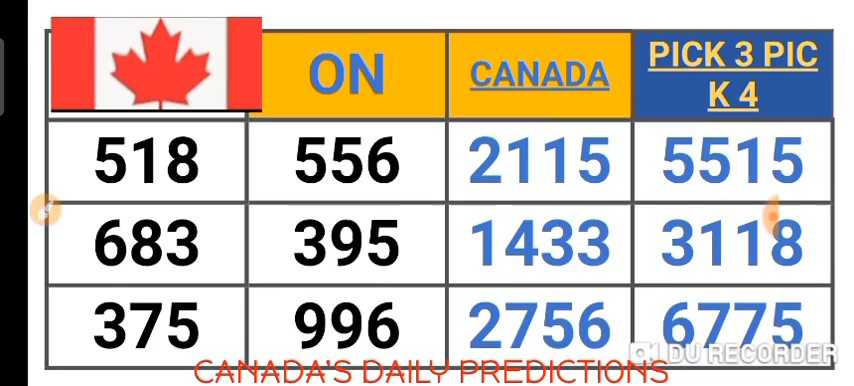 ON CANADA PICK 3 PIC
K 4
518 556 2115 5515
683 395 1433 3118
375 996 2756 6775
DU RECORDER
CANADA'S DAILY PREDICTIONS